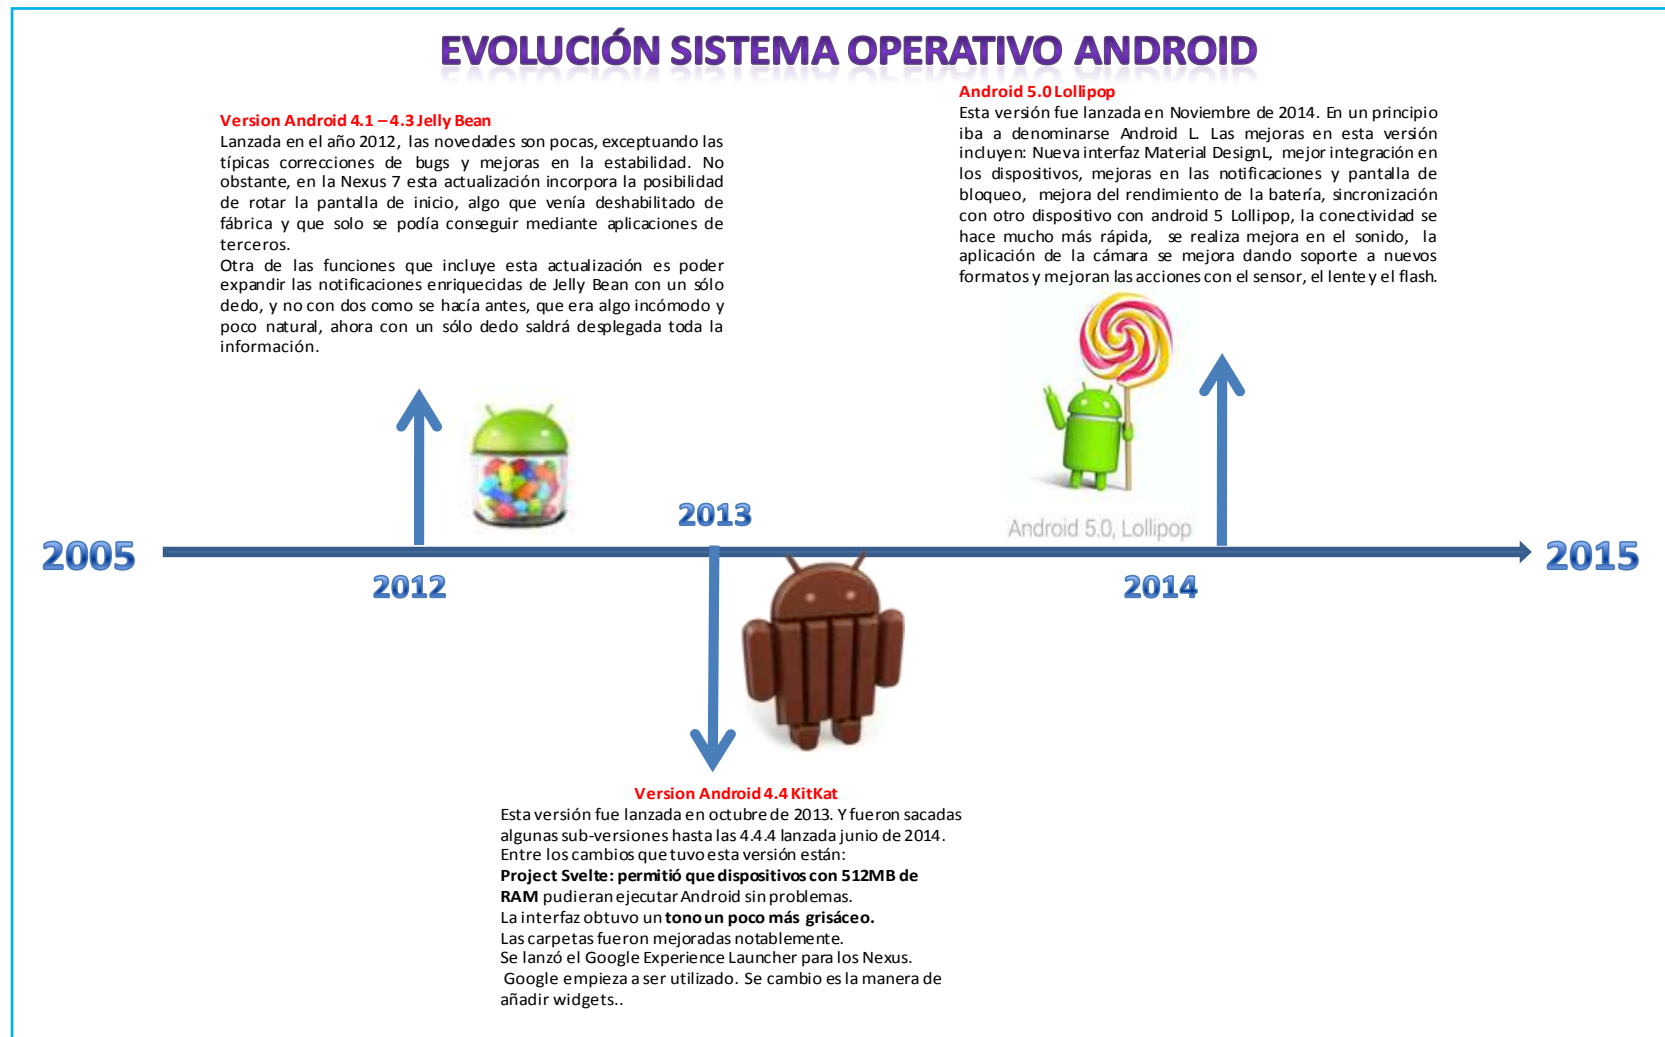 EVOLUCIÓN SISTEMA OPERATIVO ANDROID
Version Android 4.1 – 4.3 Jelly Bean
Lanzada en el año 2012, las novedades son pocas, exceptuando las
típicas correcciones de bugs y mejoras en la estabilidad. No
obstante, en la Nexus 7 esta actualización incorpora la posibilidad
de rotar la pantalla de inicio, algo que venía deshabilitado de
fábrica y que solo se podía conseguir mediante aplicaciones de
terceros.
Otra de las funciones que incluye esta actualización es poder
expandir las notificaciones enriquecidas de Jelly Bean con un sólo
dedo, y no con dos como se hacía antes, que era algo incómodo y
poco natural, ahora con un sólo dedo saldrá desplegada toda la
información.
Android 5.0 Lollipop
Esta versión fue lanzada en Noviembre de 2014. En un principio
iba a denominarse Android L. Las mejoras en esta versión
incluyen: Nueva interfaz Material DesignL, mejor integración en
los dispositivos, mejoras en las notificaciones y pantalla de
bloqueo, mejora del rendimiento de la batería, sincronización
con otro dispositivo con android 5 Lollipop, la conectividad se
hace mucho más rápida, se realiza mejora en el sonido, la
aplicación de la cámara se mejora dando soporte a nuevos
formatos y mejoran las acciones con el sensor, el lente y el flash.
Android 5.0, Lollipop
2005
2012
2013
2014
2015
Version Android 4.4 KitKat
Esta versión fue lanzada en octubre de 2013. Y fueron sacadas
algunas sub-versiones hasta las 4.4.4 lanzada junio de 2014.
Entre los cambios que tuvo esta versión están:
Project Svelte: permitió que dispositivos con 512MB de
RAM pudieran ejecutar Android sin problemas.
La interfaz obtuvo un tono un poco más grisáceo.
Las carpetas fueron mejoradas notablemente.
Se lanzó el Google Experience Launcher para los Nexus.
Google empieza a ser utilizado. Se cambio es la manera de
añadir widgets..